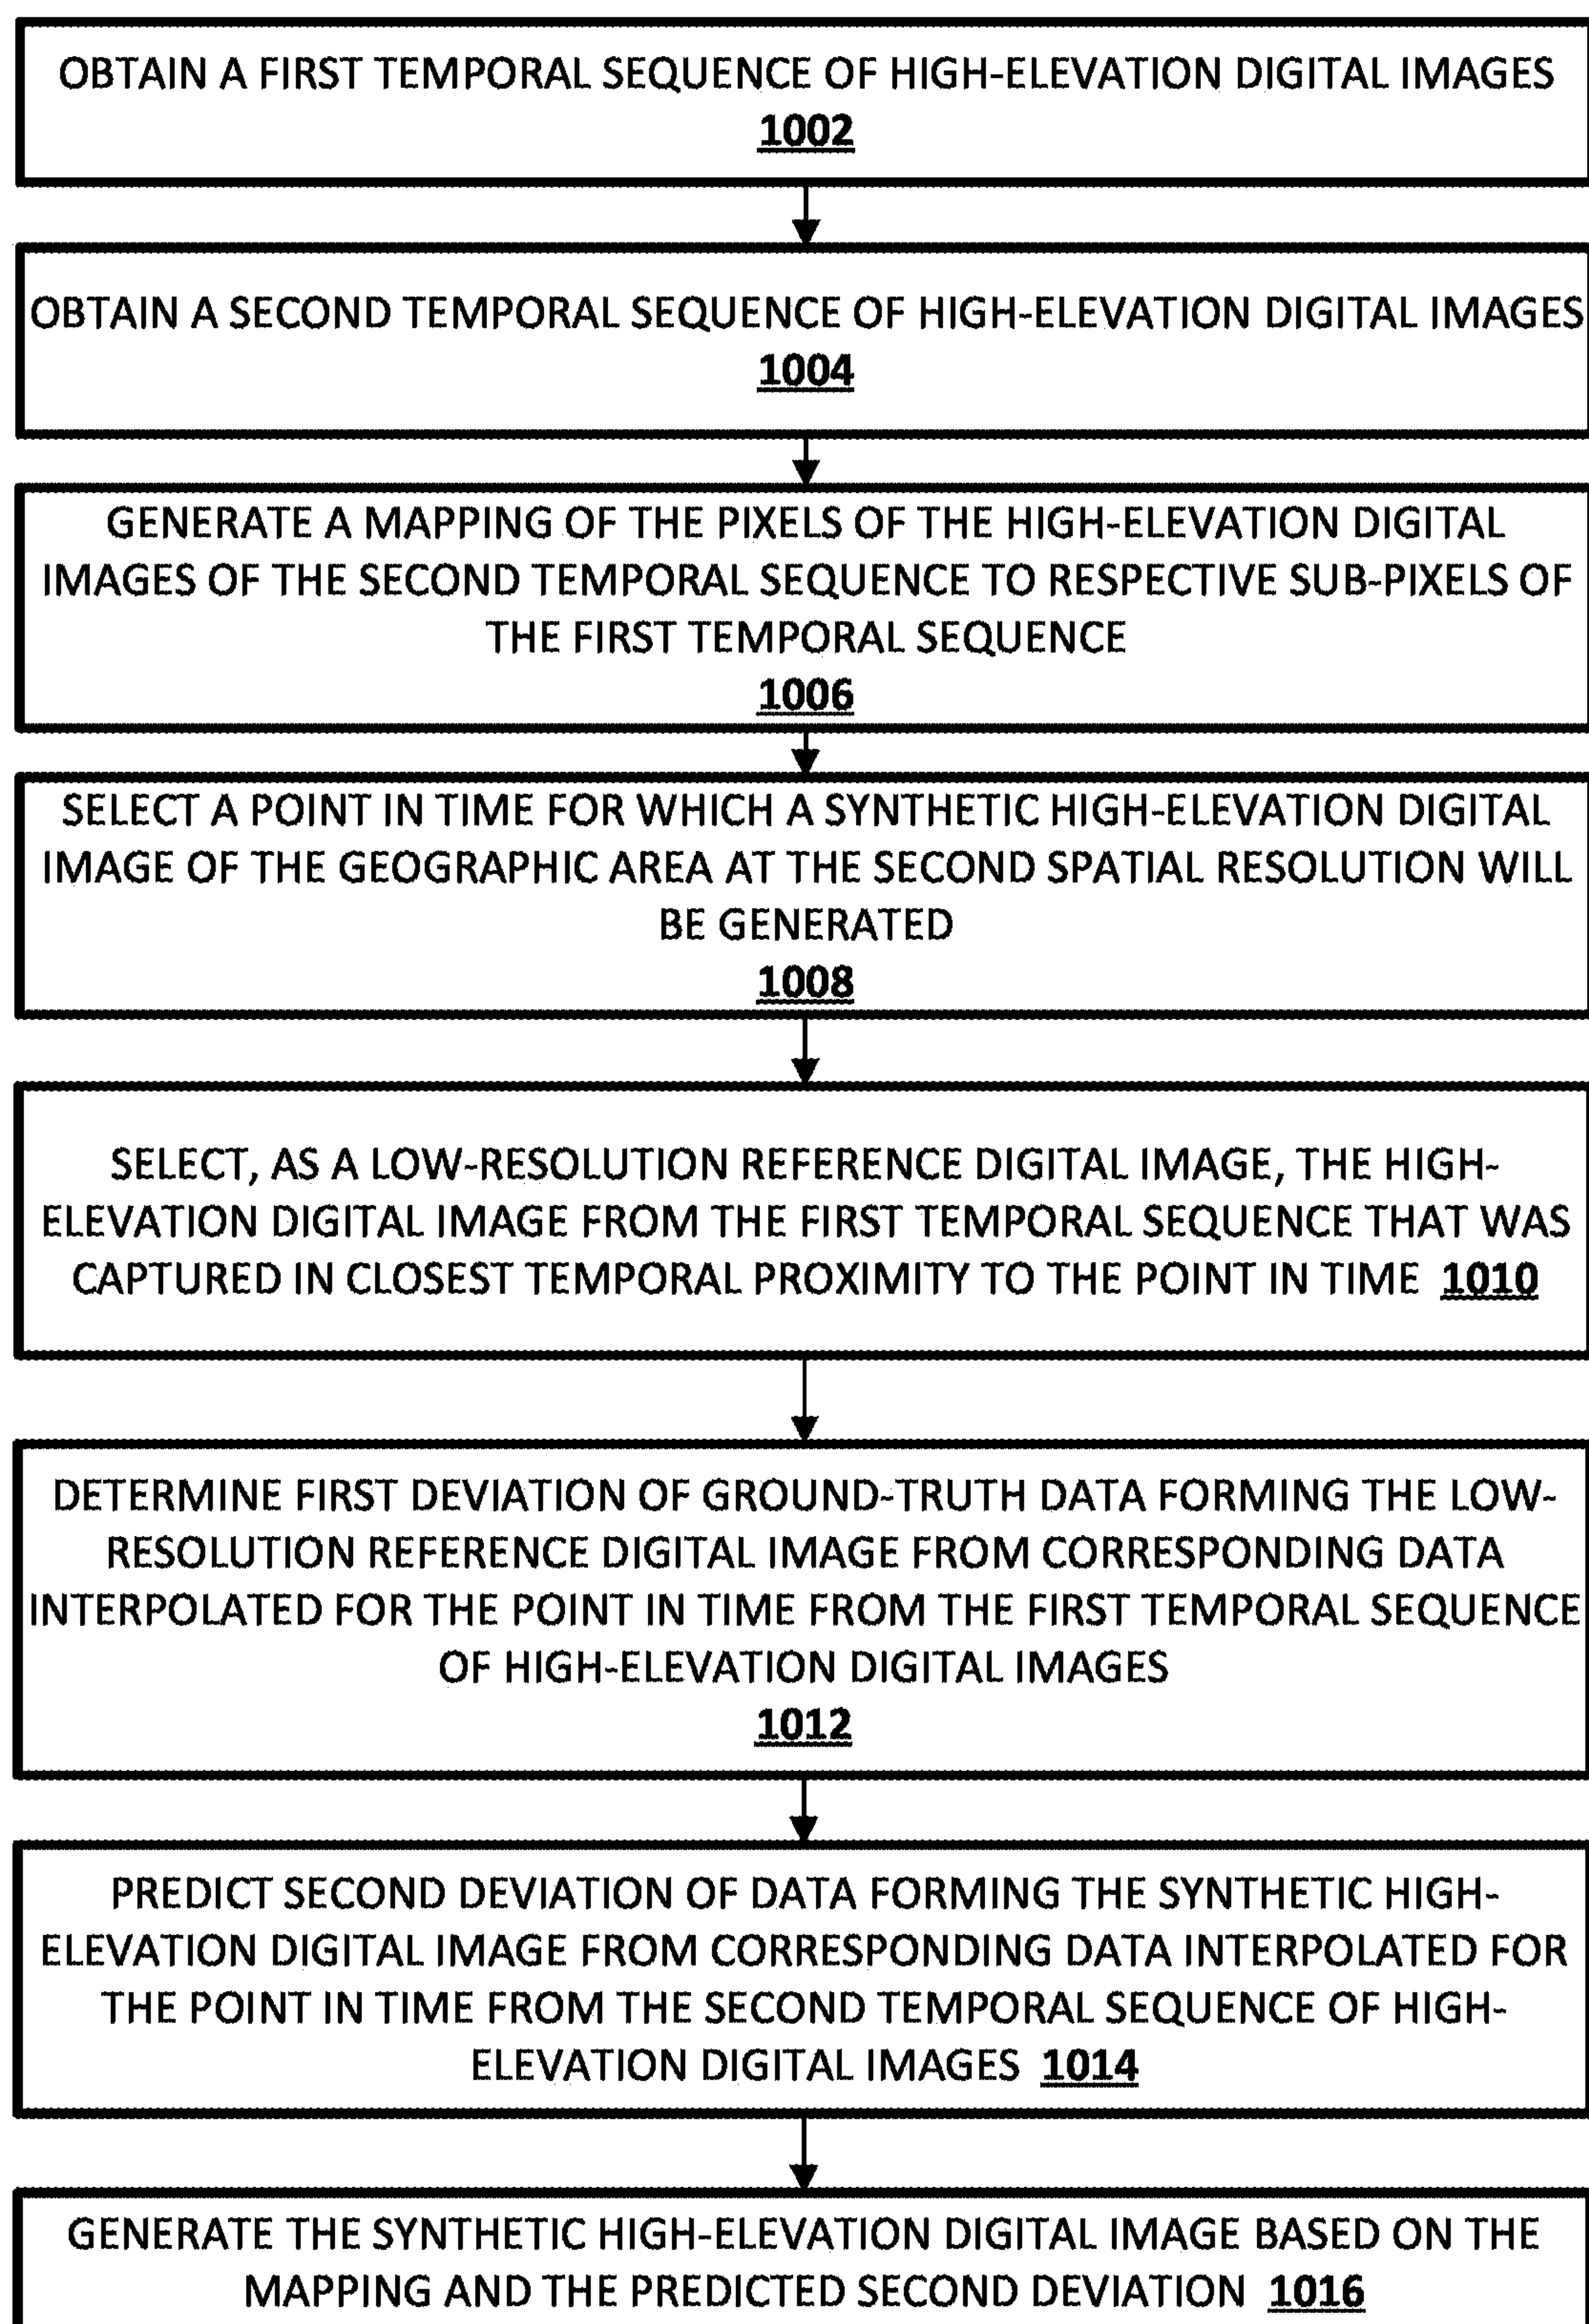 OBTAIN A FIRST TEMPORAL SEQUENCE OF HIGH-ELEVATION DIGITAL IMAGES
1002
OBTAIN A SECOND TEMPORAL SEQUENCE OF HIGH-ELEVATION DIGITAL IMAGES
1004
GENERATE A MAPPING OF THE PIXELS OF THE HIGH-ELEVATION DIGITAL
IMAGES OF THE SECOND TEMPORAL SEQUENCE TO RESPECTIVE SUB-PIXELS OF
THE FIRST TEMPORAL SEQUENCE
1006
SELECT A POINT IN TIME FOR WHICH A SYNTHETIC HIGH-ELEVATION DIGITAL
IMAGE OF THE GEOGRAPHIC AREA AT THE SECOND SPATIAL RESOLUTION WILL
BE GENERATED
1008
SELECT, AS A LOW-RESOLUTION REFERENCE DIGITAL IMAGE, THE HIGH-
ELEVATION DIGITAL IMAGE FROM THE FIRST TEMPORAL SEQUENCE THAT WAS
CAPTURED IN CLOSEST TEMPORAL PROXIMITY TO THE POINT IN TIME 1010
DETERMINE FIRST DEVIATION OF GROUND-TRUTH DATA FORMING THE LOW-
RESOLUTION REFERENCE DIGITAL IMAGE FROM CORRESPONDING DATA
INTERPOLATED FOR THE POINT IN TIME FROM THE FIRST TEMPORAL SEQUENCE
OF HIGH-ELEVATION DIGITAL IMAGES
1012
PREDICT SECOND DEVIATION OF DATA FORMING THE SYNTHETIC HIGH-
ELEVATION DIGITAL IMAGE FROM CORRESPONDING DATA INTERPOLATED FOR
THE POINT IN TIME FROM THE SECOND TEMPORAL SEQUENCE OF HIGH-
ELEVATION DIGITAL IMAGES 1014
GENERATE THE SYNTHETIC HIGH-ELEVATION DIGITAL IMAGE BASED ON THE
MAPPING AND THE PREDICTED SECOND DEVIATION 1016